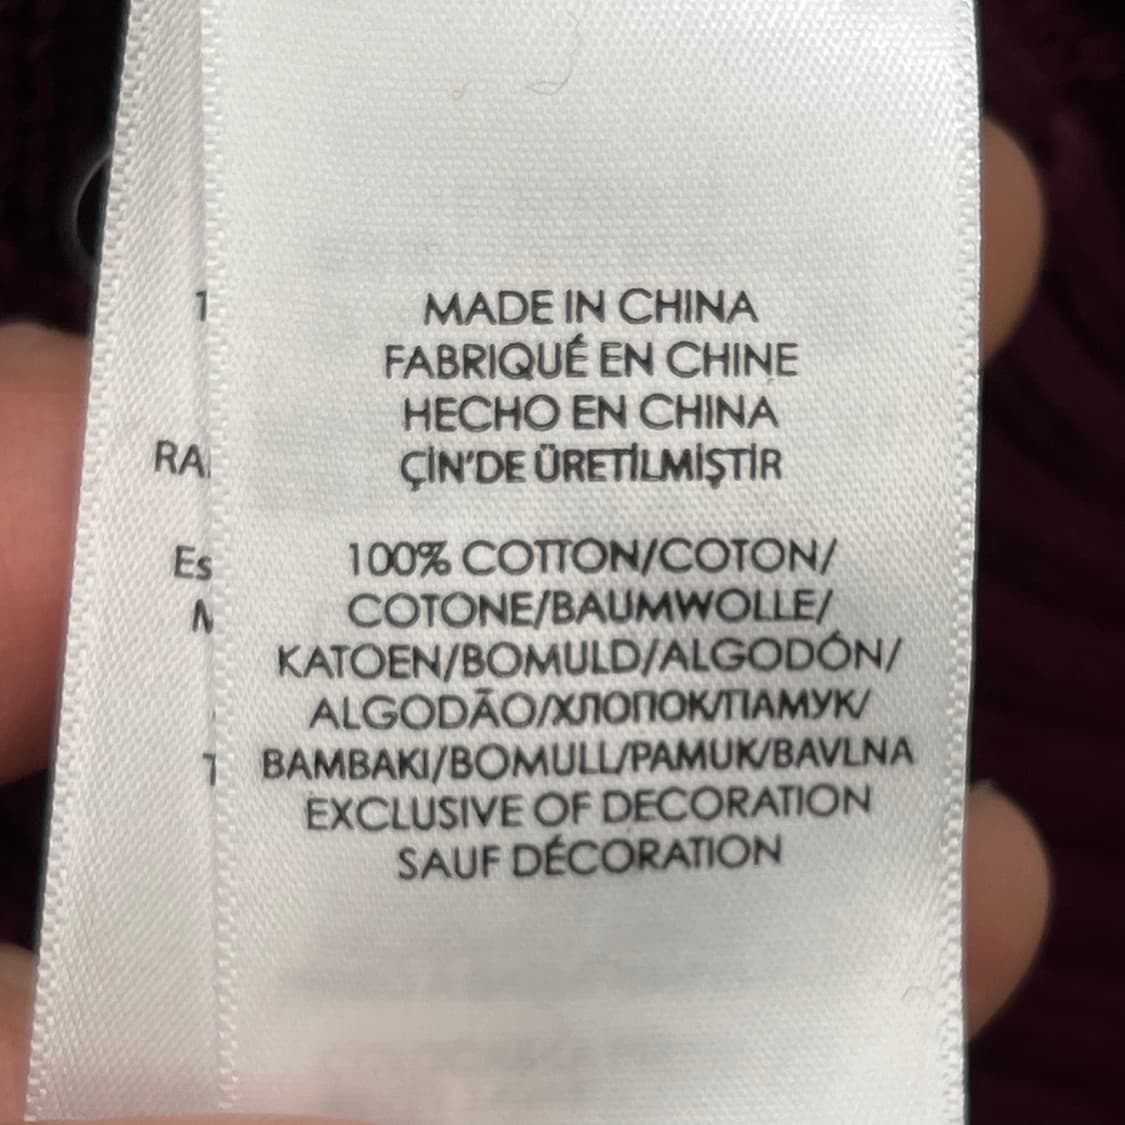 MADE IN CHINA
FABRIQUÉ EN CHINE
HECHO EN CHINA
ÇİN'DE ÜRETİLMİŞTİR
100% COTTON/COTON/
COTONE/BAUMWOLLE/
KATOEN/BOMULD/ALGODÓN/
ALGODÃO/ХЛОПОК/ПАМУК/
BAMBAKI/BOMULL/PAMUK/BAVLNA
EXCLUSIVE OF DECORATION
SAUF DÉCORATION